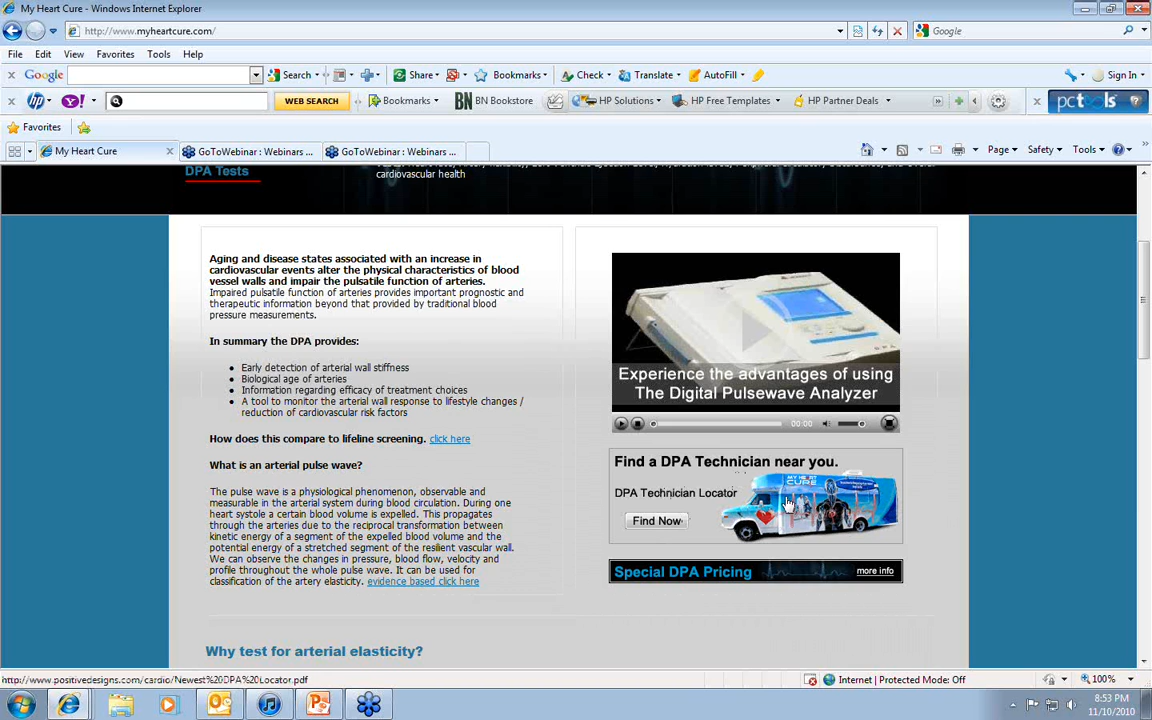 My Heart Cure - Windows Internet Explorer
http://www.myheartcure.com/
Google
File Edit View Favorites Tools Help
Google Search Share Bookmarks Check Translate AutoFill Sign In
WEB SEARCH Bookmarks BN Bookstore HP Solutions HP Free Templates HP Partner Deals pctools
Favorites
My Heart Cure GoToWebinar : Webinars ... GoToWebinar : Webinars ... Page Safety Tools
DPA Tests
cardiovascular health
Aging and disease states associated with an increase in
cardiovascular events alter the physical characteristics of blood
vessel walls and impair the pulsatile function of arteries.
Impaired pulsatile function of arteries provides important prognostic and
therapeutic information beyond that provided by traditional blood
pressure measurements.
In summary the DPA provides:
Early detection of arterial wall stiffness
Biological age of arteries
Information regarding efficacy of treatment choices
A tool to monitor the arterial wall response to lifestyle changes /
reduction of cardiovascular risk factors
How does this compare to lifeline screening. click here
What is an arterial pulse wave?
The pulse wave is a physiological phenomenon, observable and
measurable in the arterial system during blood circulation. During one
heart systole a certain blood volume is expelled. This propagates
through the arteries due to the reciprocal transformation between
kinetic energy of a segment of the expelled blood volume and the
potential energy of a stretched segment of the resilient vascular wall.
We can observe the changes in pressure, blood flow, velocity and
profile throughout the whole pulse wave. It can be used for
classification of the artery elasticity. evidence based click here
Why test for arterial elasticity?
Experience the advantages of using
The Digital Pulsewave Analyzer
00:00
Find a DPA Technician near you.
DPA Technician Locator
Find Now
MY HEART
CURE
Special DPA Pricing more info
http://www.positivedesigns.com/cardio/Newest%20DPA%20Locator.pdf
Internet | Protected Mode: Off
100%
8:53 PM
11/10/2010